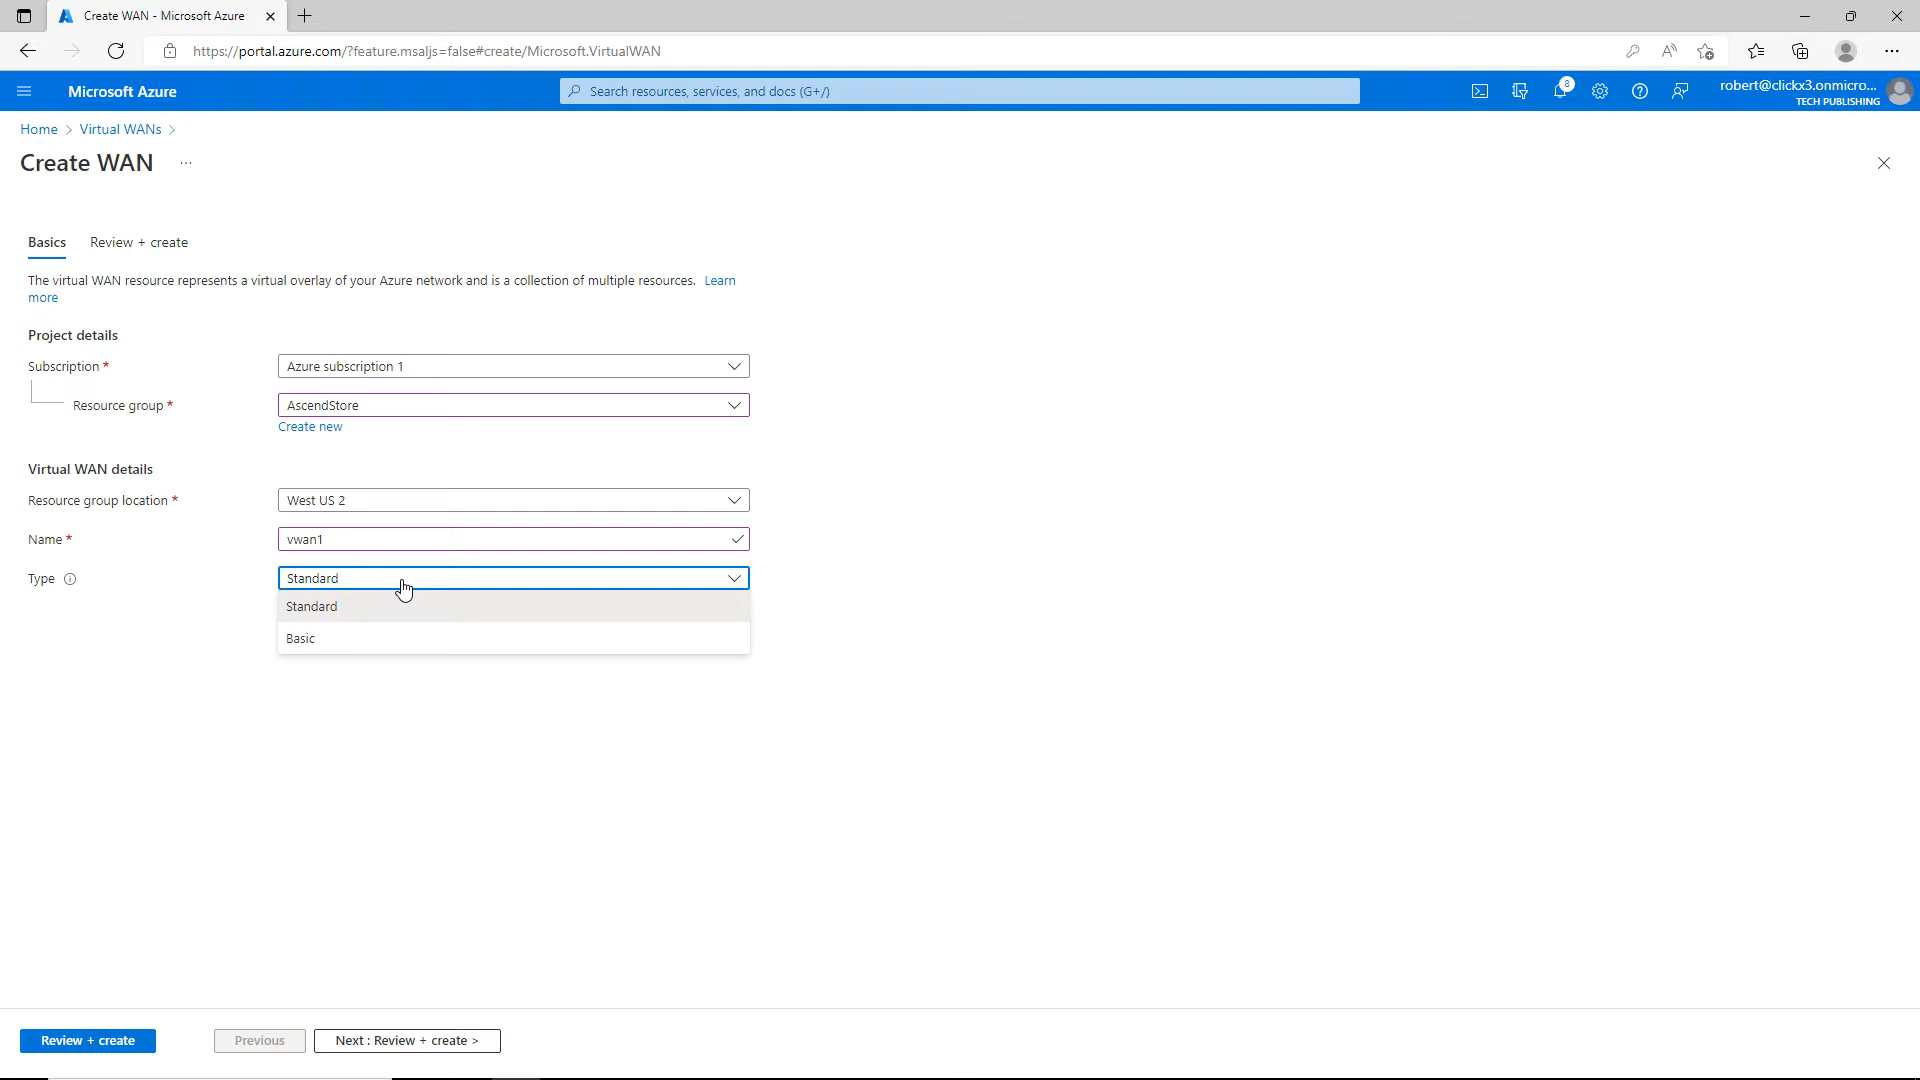 Create WAN - Microsoft Azure
https://portal.azure.com/?feature.msaljs=false#create/Microsoft.VirtualWAN
Microsoft Azure
Search resources, services, and docs (G+/)
8
robert@clickx3.onmicro...
TECH PUBLISHING
Home > Virtual WANs >
Create WAN ...
Basics Review + create
The virtual WAN resource represents a virtual overlay of your Azure network and is a collection of multiple resources. Learn
more
Project details
Subscription * Azure subscription 1
Resource group * AscendStore
Create new
Virtual WAN details
Resource group location * West US 2
Name * vwan1
Type Standard
Standard
Basic
Review + create Previous Next : Review + create >